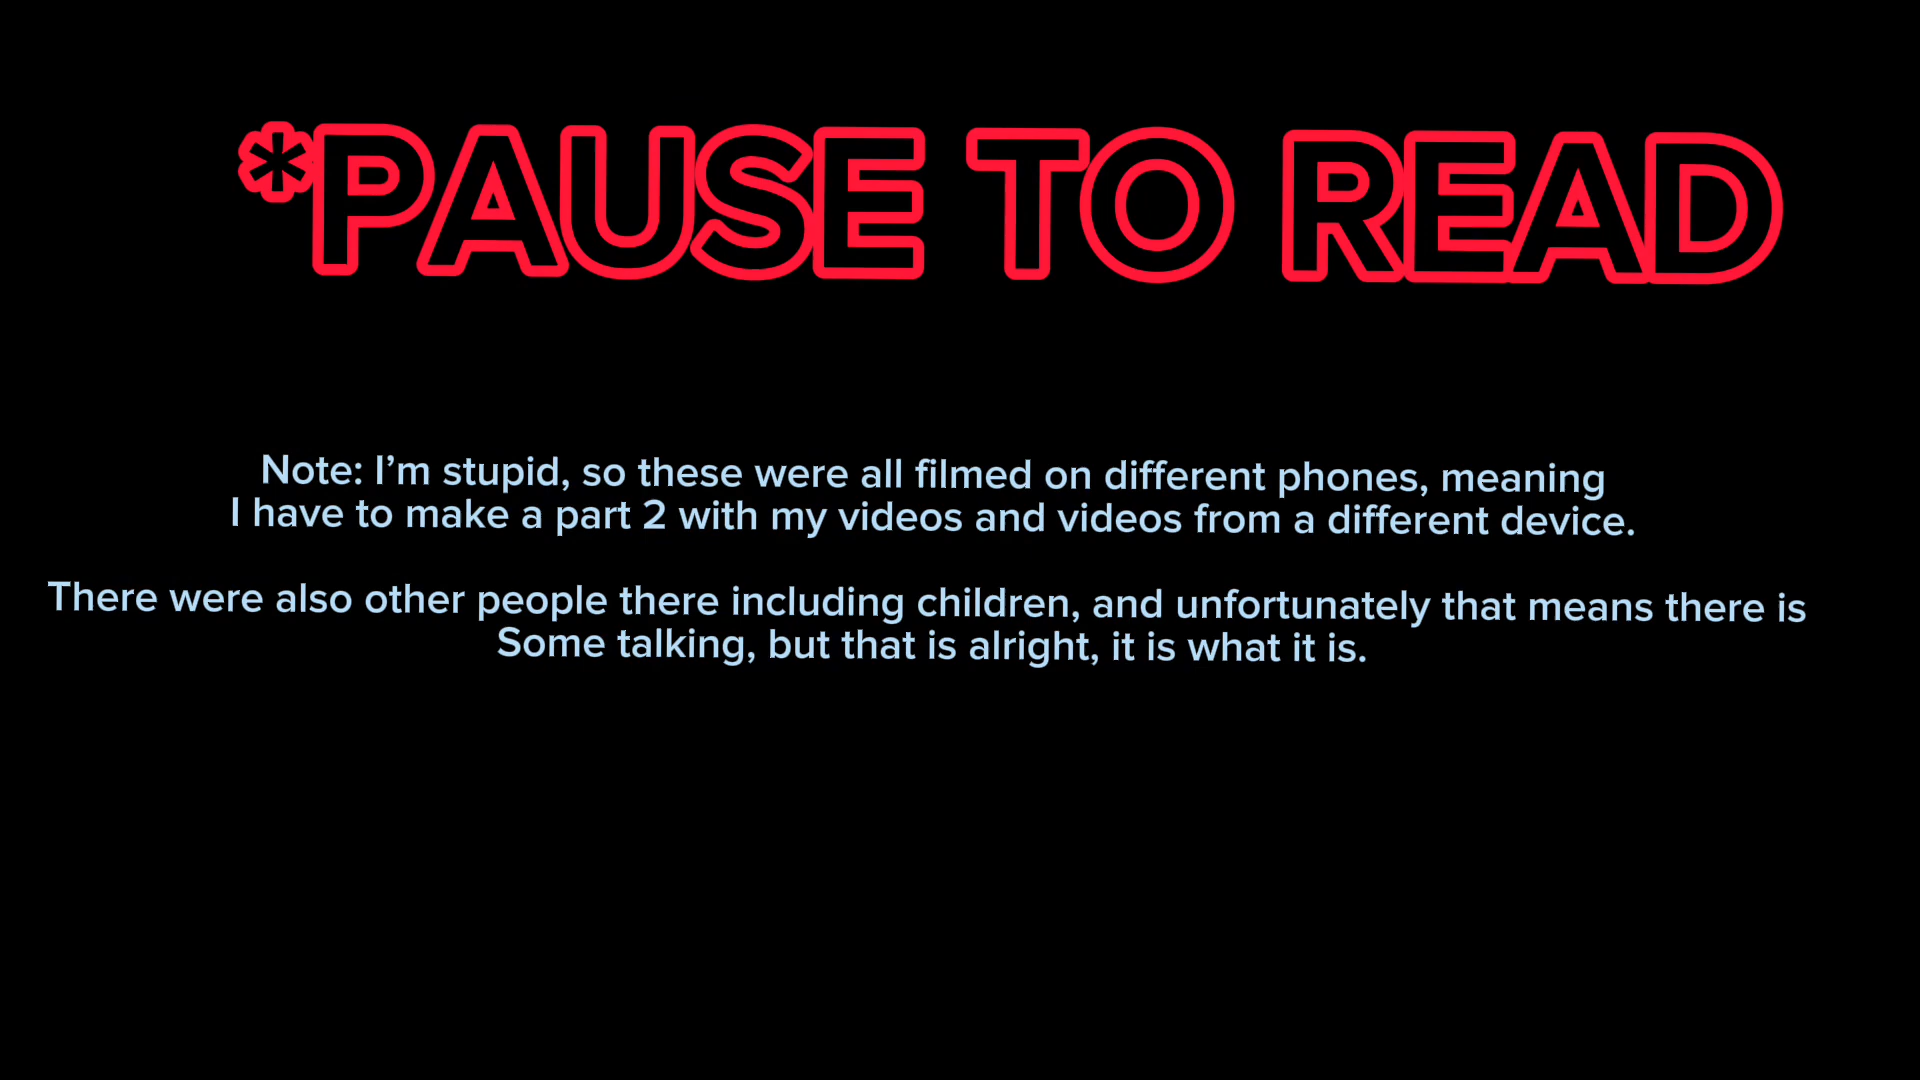 *PAUSE TO READ
Note: I’m stupid, so these were all filmed on different phones, meaning
I have to make a part 2 with my videos and videos from a different device.
There were also other people there including children, and unfortunately that means there is
Some talking, but that is alright, it is what it is.